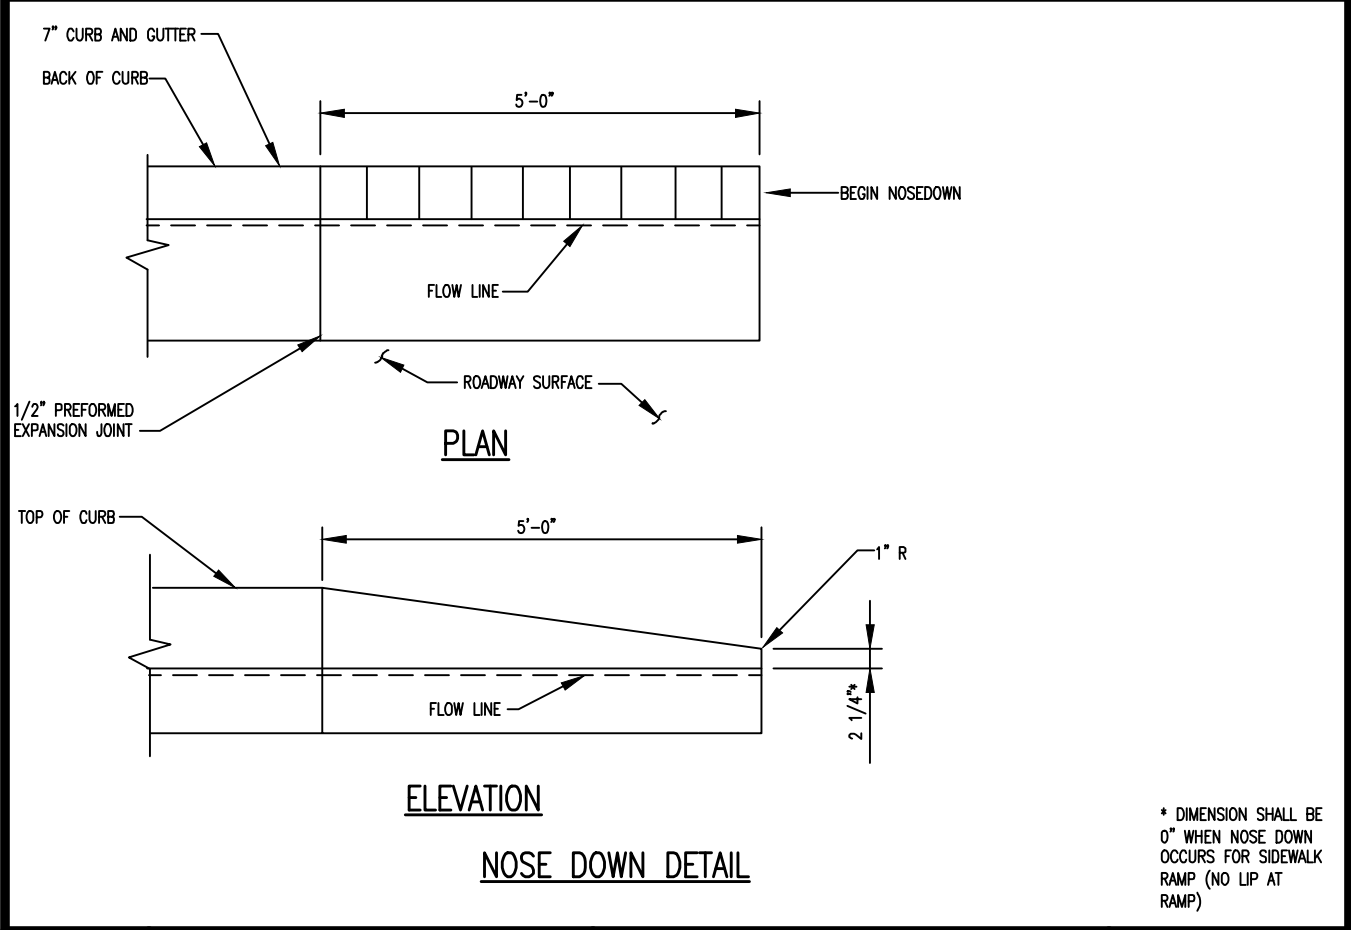 7" CURB AND GUTTER
BACK OF CURB
5'-0"
BEGIN NOSEDOWN
FLOW LINE
ROADWAY SURFACE
1/2" PREFORMED
EXPANSION JOINT
PLAN
TOP OF CURB
5'-0"
1" R
2 1/4"*
FLOW LINE
ELEVATION
NOSE DOWN DETAIL
* DIMENSION SHALL BE
0" WHEN NOSE DOWN
OCCURS FOR SIDEWALK
RAMP (NO LIP AT
RAMP)